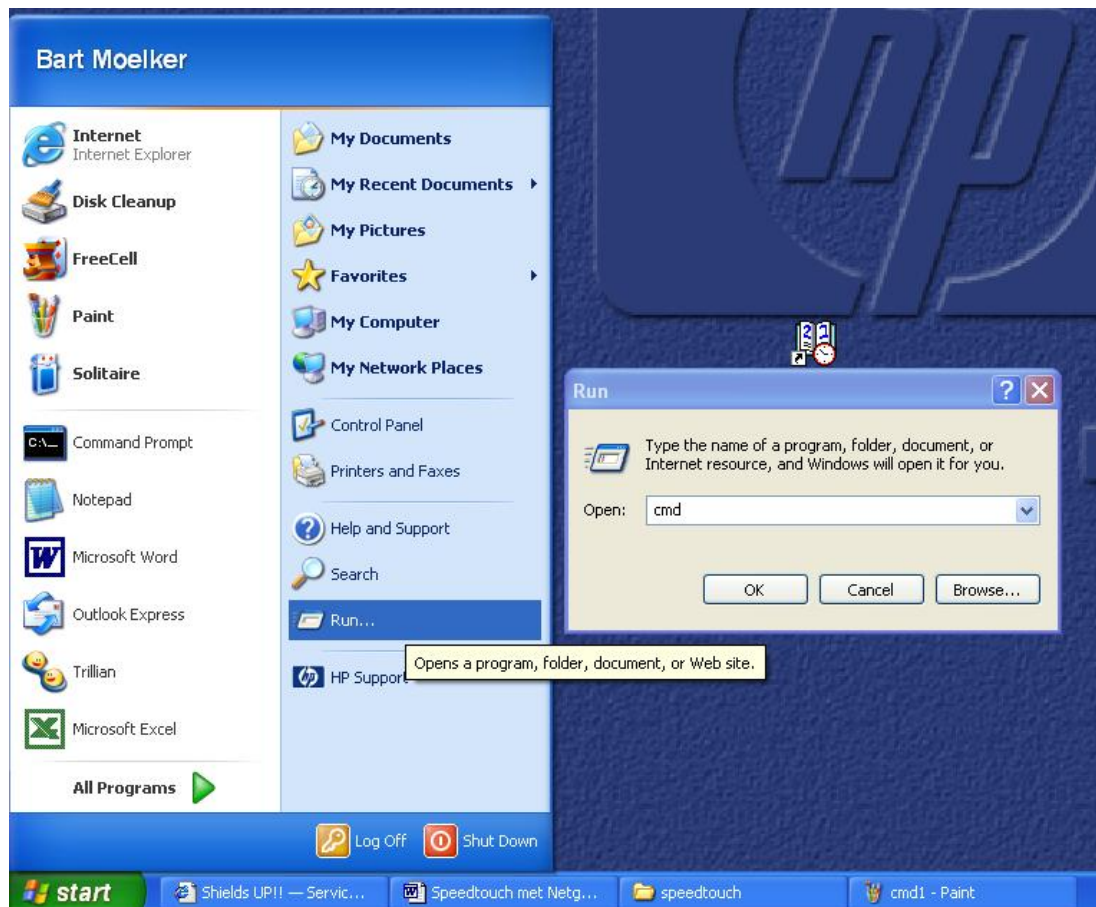 Bart Moelker
Internet
Internet Explorer
Disk Cleanup
FreeCell
Paint
Solitaire
C:\_
Command Prompt
Notepad
W
Microsoft Word
Outlook Express
Trillian
Microsoft Excel
All Programs
My Documents
My Recent Documents
My Pictures
Favorites
My Computer
My Network Places
Control Panel
Printers and Faxes
Help and Support
Search
Run...
Opens a program, folder, document, or Web site.
hp
HP Support
Log Off
Shut Down
hp
Run
Type the name of a program, folder, document, or
Internet resource, and Windows will open it for you.
Open:
cmd
OK
Cancel
Browse...
start
Shields UP!! — Servic...
Speedtouch met Netg...
speedtouch
cmd1 - Paint